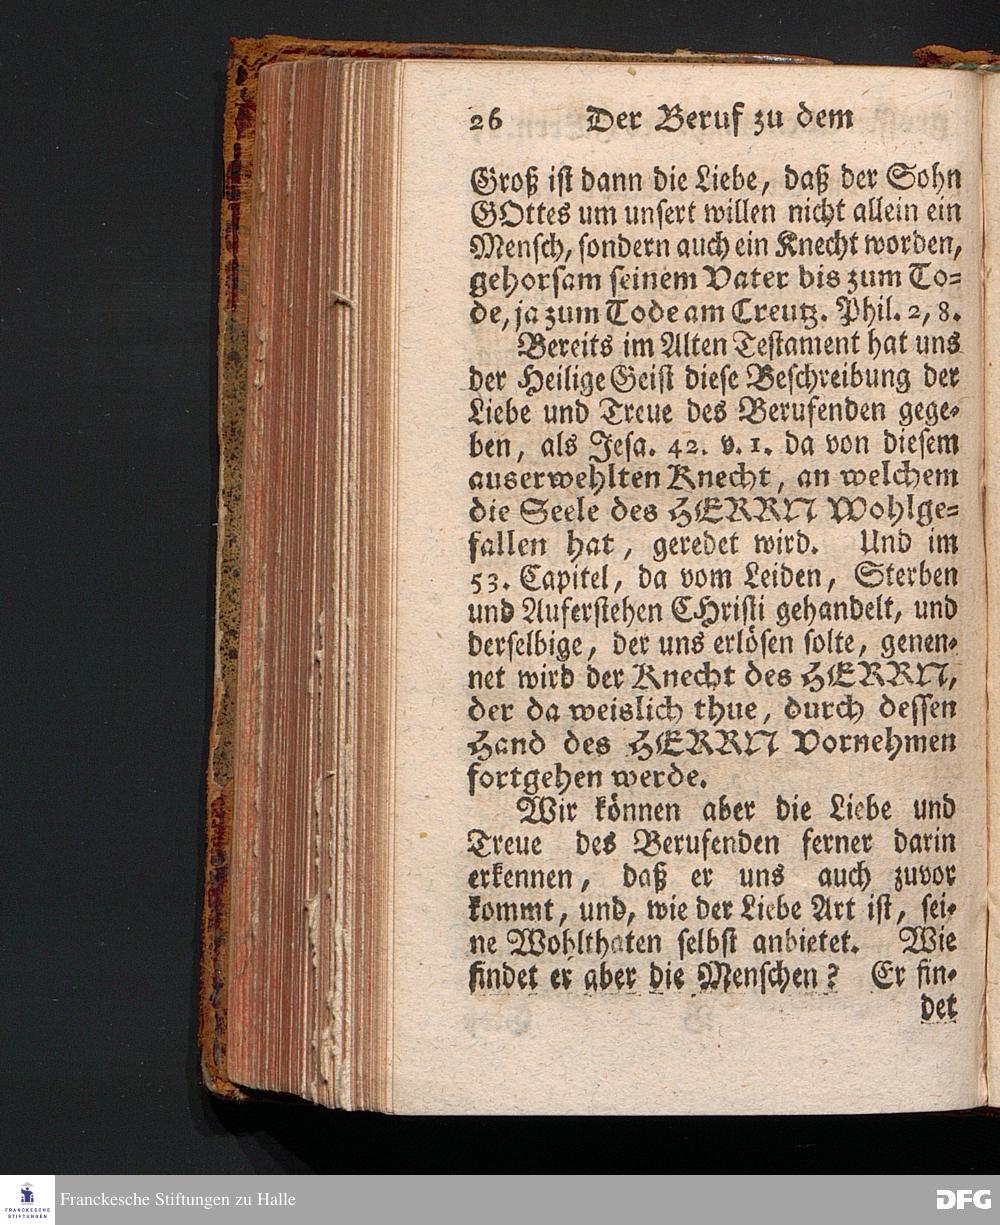 26 Der Beruf zu dem
Groß ist dann die Liebe, daß der Sohn
GOttes um unsert willen nicht allein ein
Mensch, sondern auch ein Knecht worden,
gehorsam seinem Vater bis zum To-
de, ja zum Tode am Creutz. Phil. 2, 8.
Bereits im Alten Testament hat uns
der Heilige Geist diese Beschreibung der
Liebe und Treue des Berufenden gege-
ben, als Jesa. 42. v. 1. da von diesem
auserwehlten Knecht, an welchem
die Seele des HERRN Wohlge-
fallen hat, geredet wird. Und im
53. Capitel, da vom Leiden, Sterben
und Auferstehen CHristi gehandelt, und
derselbige, der uns erlösen solte, genen-
net wird der Knecht des HERRN,
der da weislich thue, durch dessen
Hand des HERRN Vornehmen
fortgehen werde.
Wir können aber die Liebe und
Treue des Berufenden ferner darin
erkennen, daß er uns auch zuvor
kommt, und, wie der Liebe Art ist, sei-
ne Wohlthaten selbst anbietet. Wie
findet er aber die Menschen? Er fin-
det
FRANCKESCHE
STIFTUNGEN
Franckesche Stiftungen zu Halle
DFG